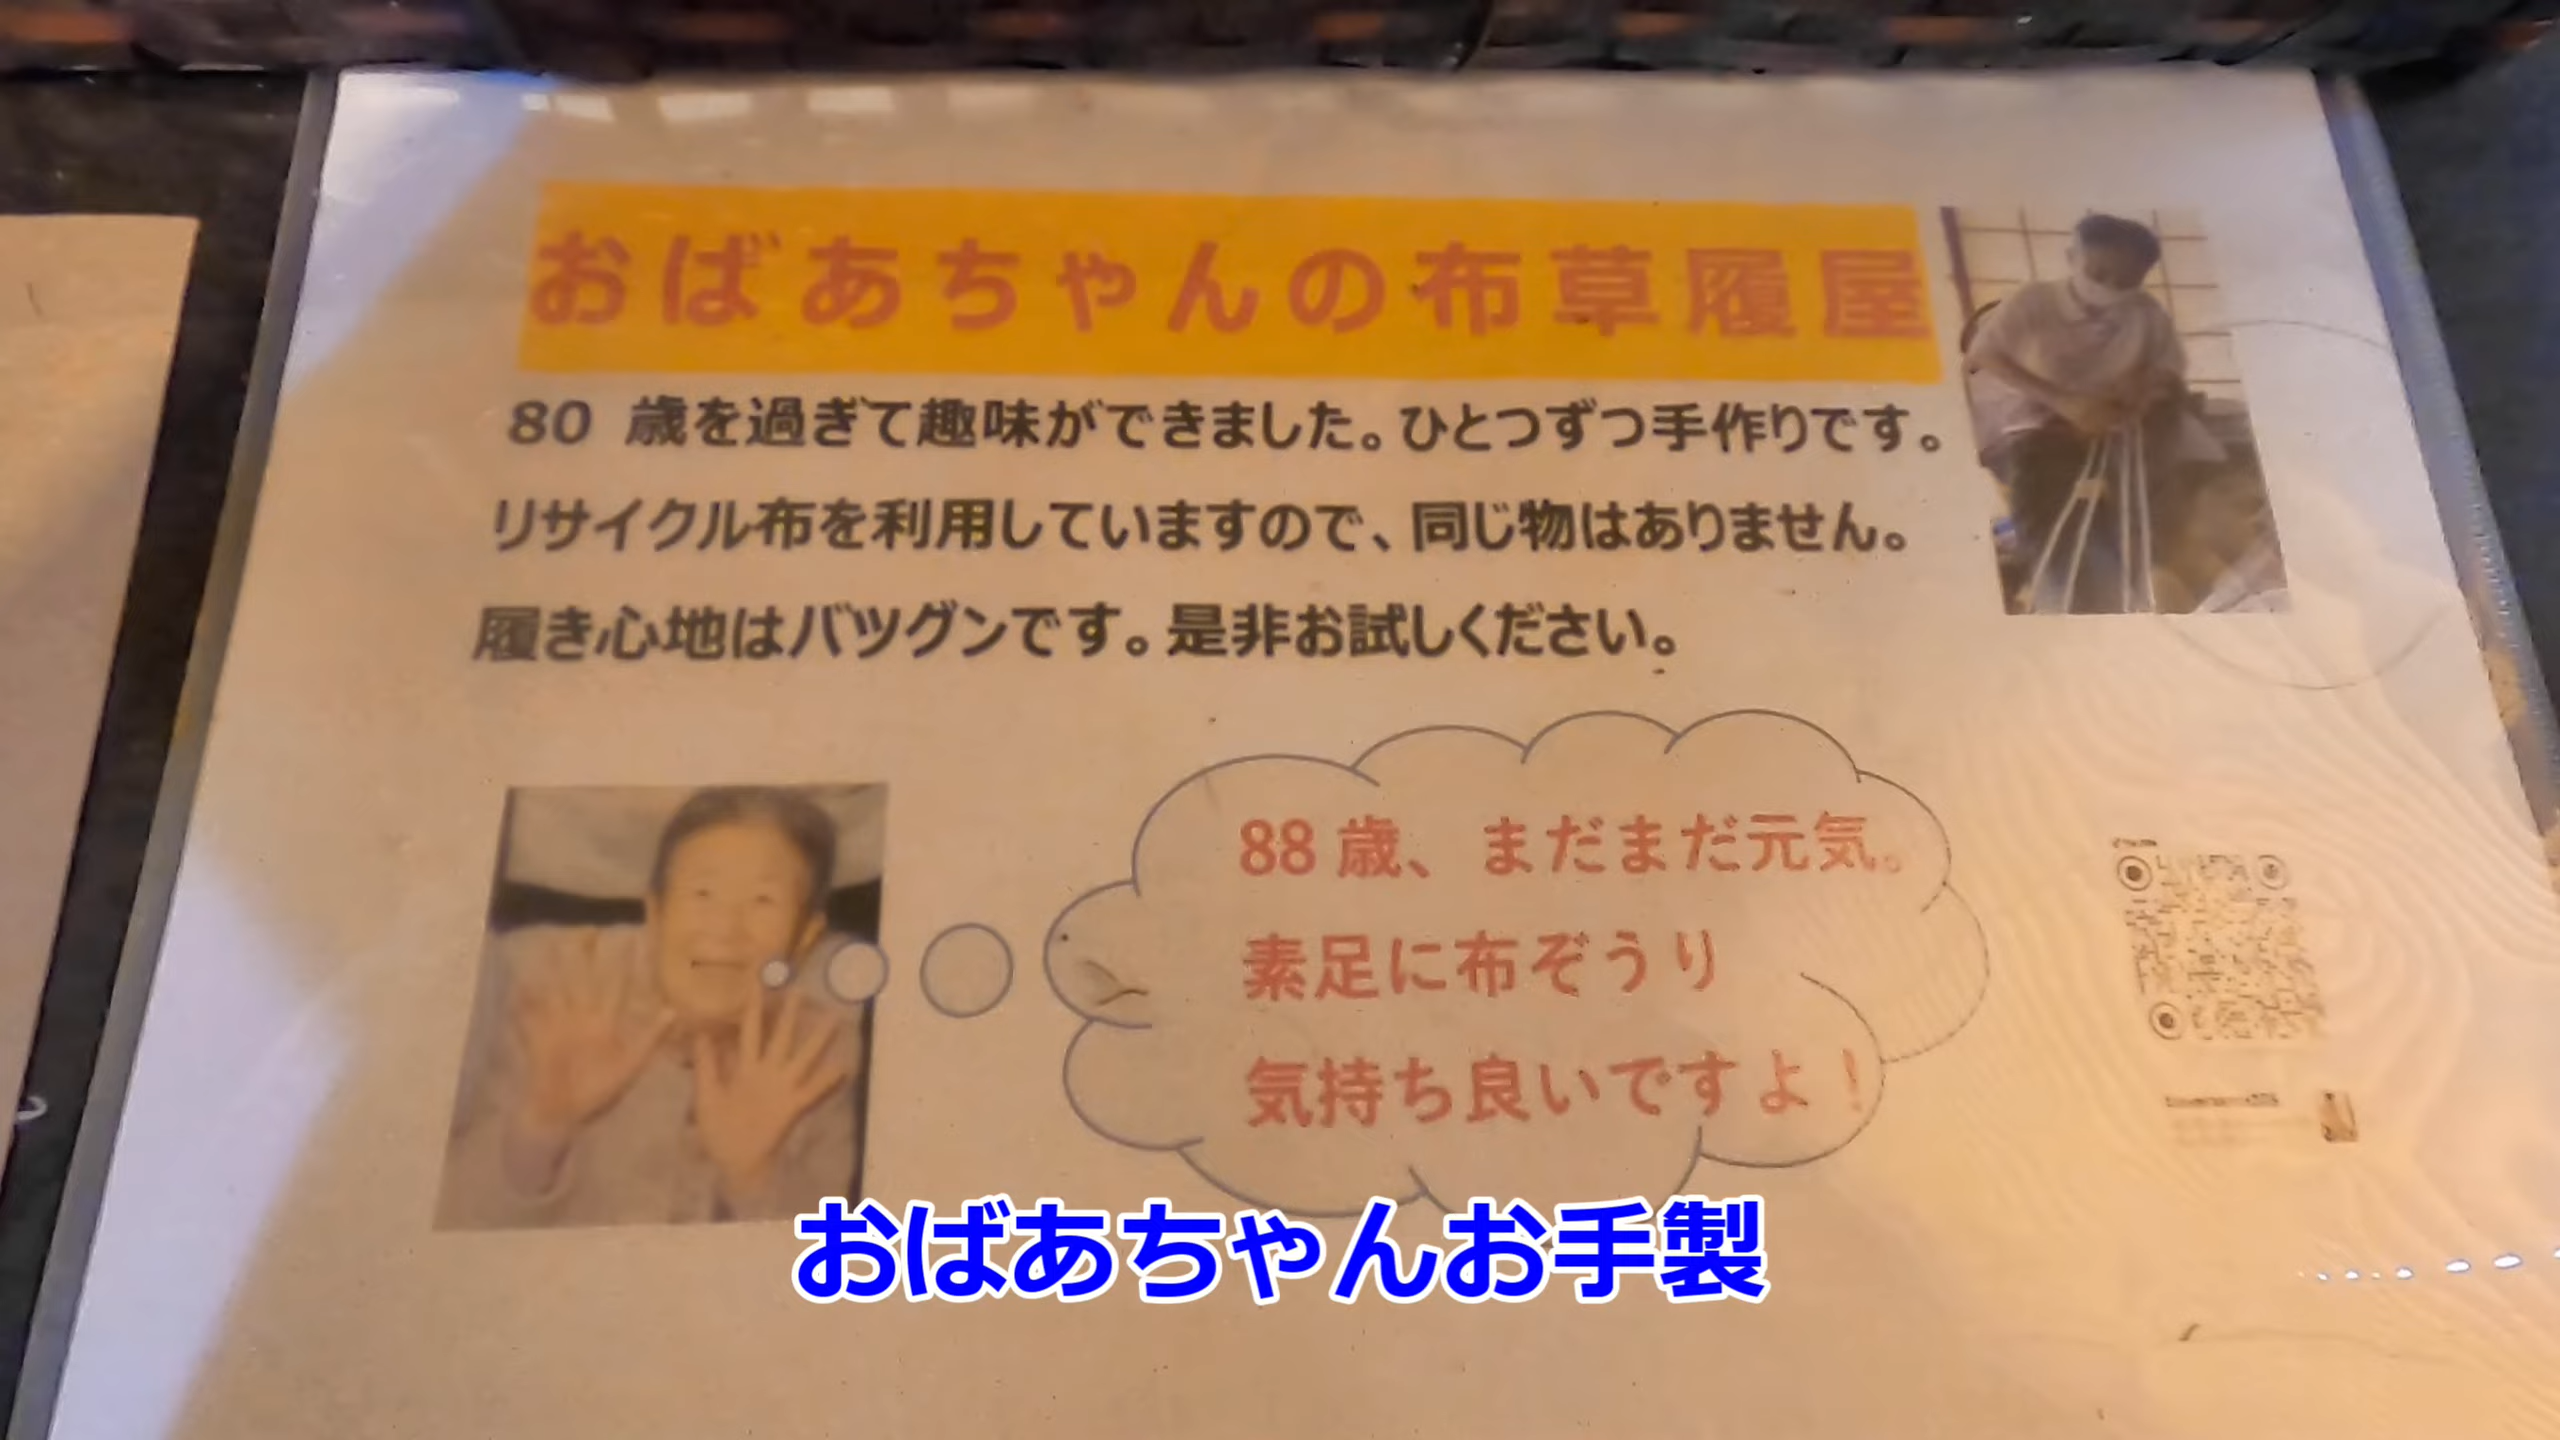 おばあちゃんの布草履屋
80 歳を過ぎて趣味ができました。ひとつずつ手作りです。
リサイクル布を利用していますので、同じ物はありません。
履き心地はバツグンです。是非お試しください。
88 歳、まだまだ元気。
素足に布ぞうり
気持ち良いですよ！
おばあちゃんお手製